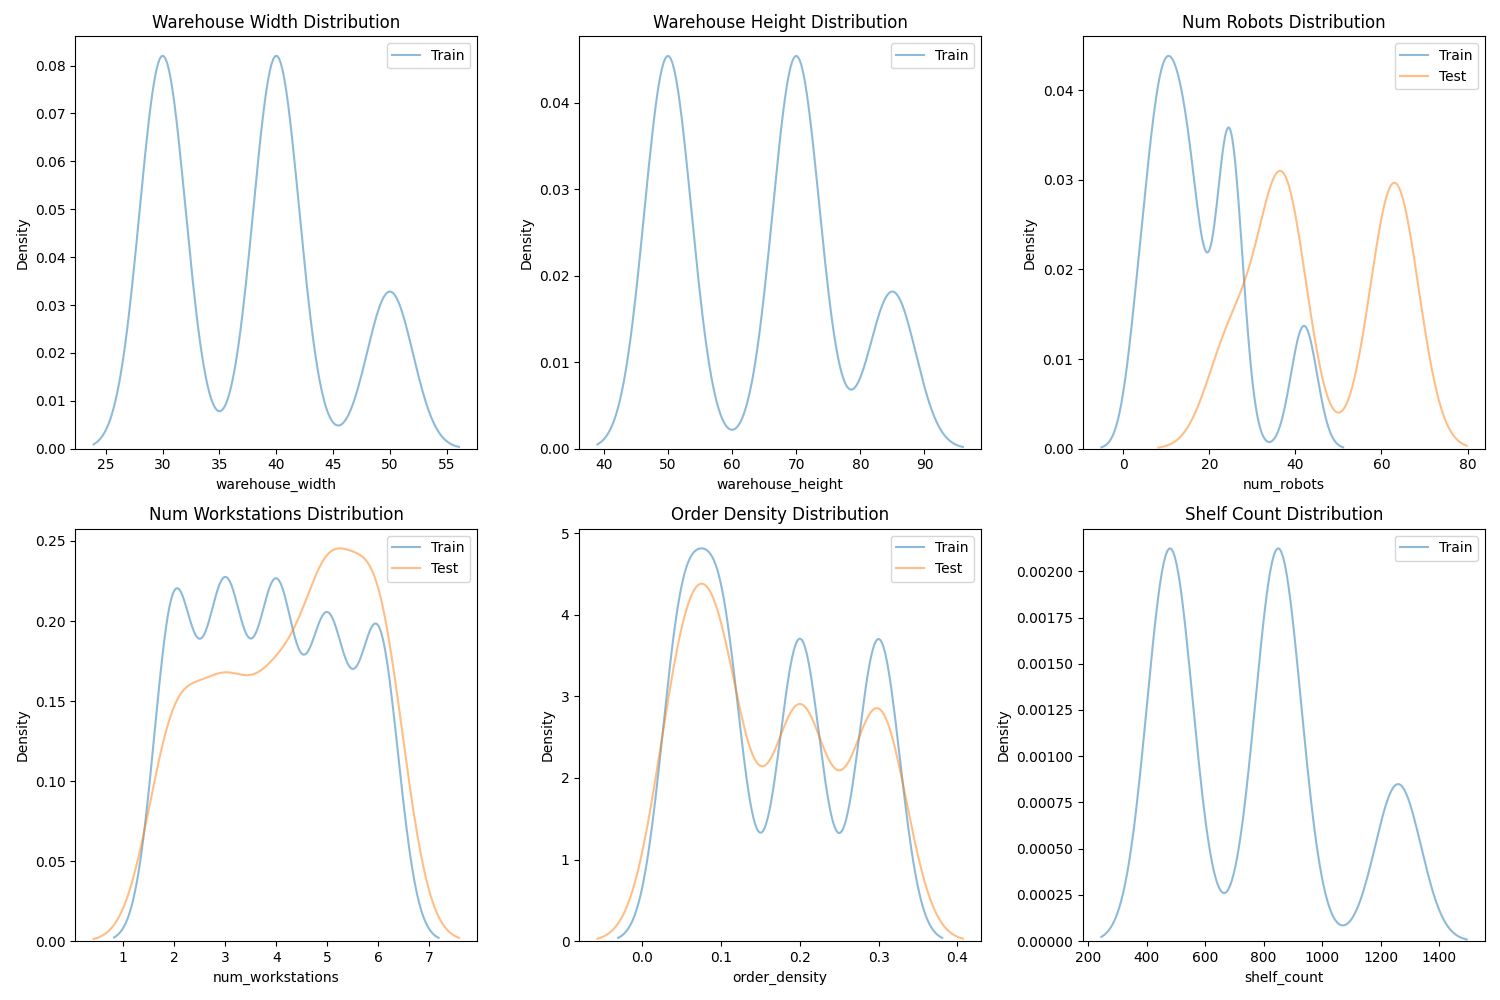 Warehouse Width Distribution
Train
0.08
0.07
0.06
0.05
0.04
0.03
0.02
0.01
0.00
Density
25 30 35 40 45 50 55
warehouse_width
Warehouse Height Distribution
Train
0.04
0.03
0.02
0.01
0.00
Density
40 50 60 70 80 90
warehouse_height
Num Robots Distribution
Train
Test
0.04
0.03
0.02
0.01
0.00
Density
0 20 40 60 80
num_robots
Num Workstations Distribution
Train
Test
0.25
0.20
0.15
0.10
0.05
0.00
Density
1 2 3 4 5 6 7
num_workstations
Order Density Distribution
Train
Test
5
4
3
2
1
0
Density
0.0 0.1 0.2 0.3 0.4
order_density
Shelf Count Distribution
Train
0.00200
0.00175
0.00150
0.00125
0.00100
0.00075
0.00050
0.00025
0.00000
Density
200 400 600 800 1000 1200 1400
shelf_count